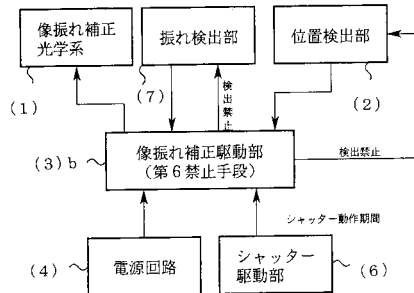 像振れ補正
光学系
振れ検出部
位置検出部
(1)
(7)
検出禁止
(2)
(3)b
像振れ補正駆動部
(第6禁止手段)
検出禁止
シャッター動作期間
(4)
電源回路
シャッター
駆動部
(6)